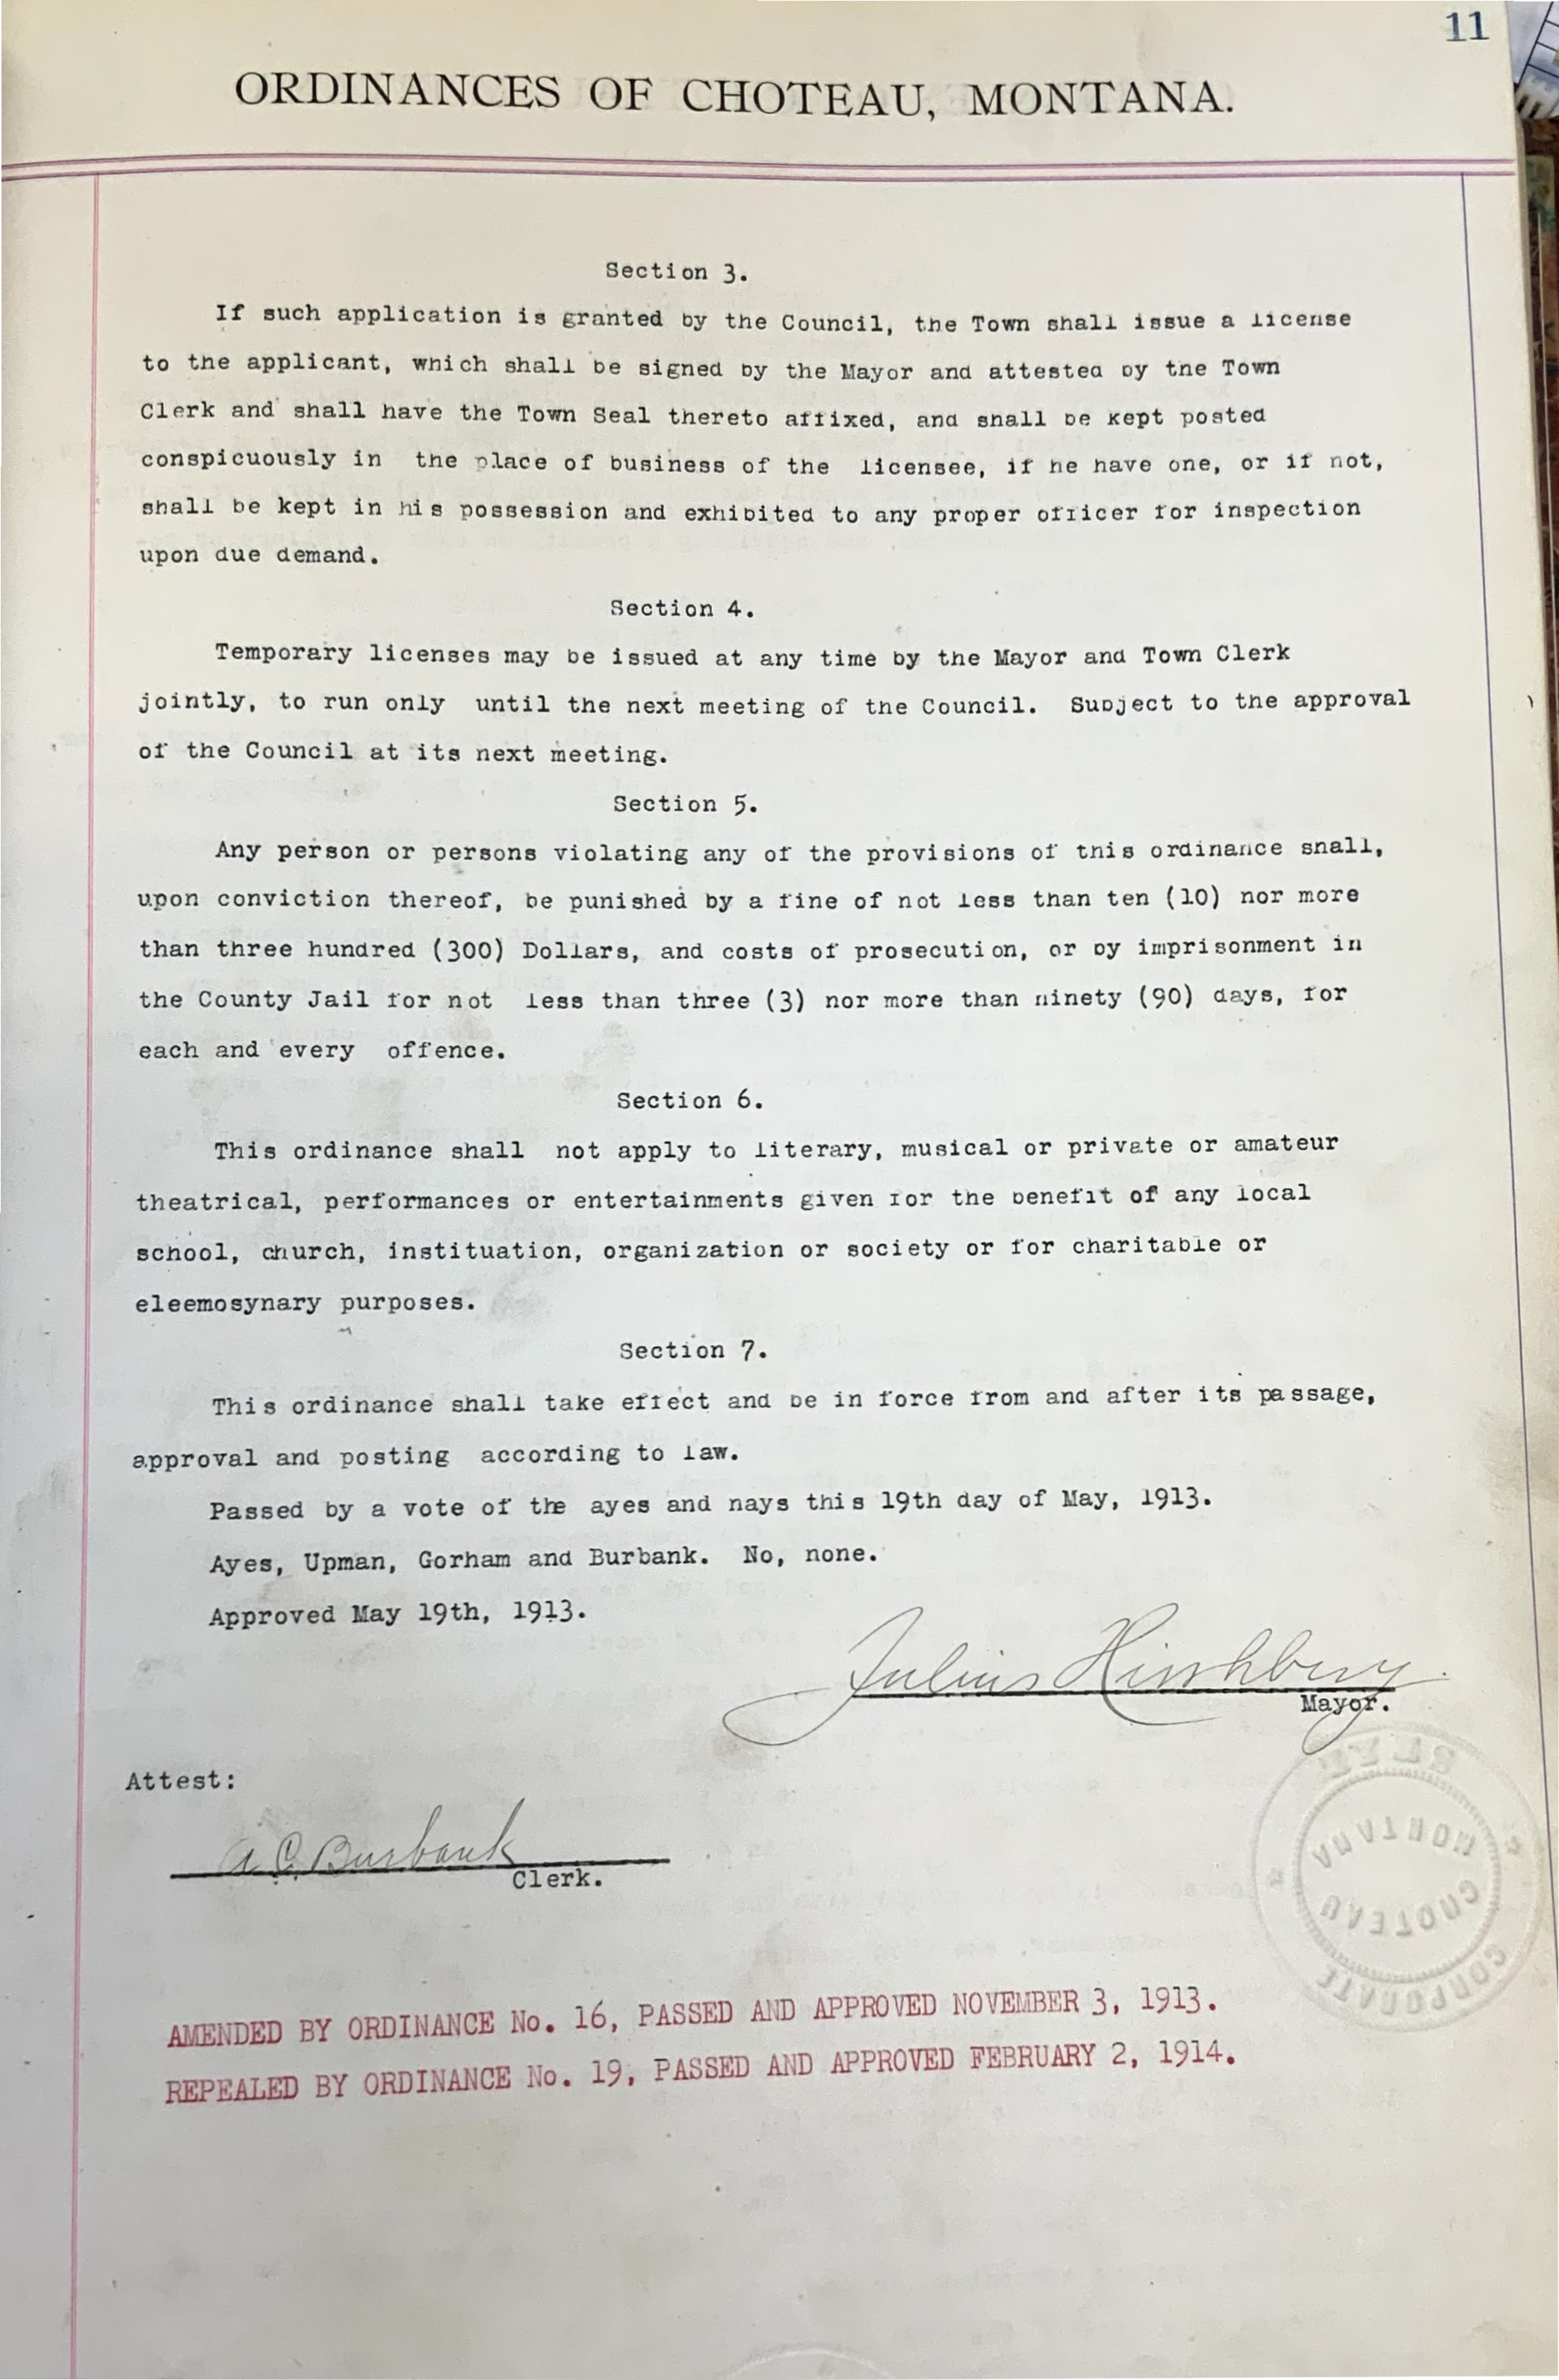 11
ORDINANCES OF CHOTEAU, MONTANA.
Section 3.
If such application is granted by the Council, the Town shall issue a license
to the applicant, which shall be signed by the Mayor and attested by the Town
Clerk and shall have the Town Seal thereto affixed, and shall be kept posted
conspicuously in the place of business of the licensee, if he have one, or if not,
shall be kept in his possession and exhibited to any proper officer for inspection
upon due demand.
Section 4.
Temporary licenses may be issued at any time by the Mayor and Town Clerk
jointly, to run only until the next meeting of the Council. Subject to the approval
of the Council at its next meeting.
Section 5.
Any person or persons violating any of the provisions of this ordinance shall,
upon conviction thereof, be punished by a fine of not less than ten (10) nor more
than three hundred (300) Dollars, and costs of prosecution, or by imprisonment in
the County Jail for not less than three (3) nor more than ninety (90) days, for
each and every offence.
Section 6.
This ordinance shall not apply to literary, musical or private or amateur
theatrical, performances or entertainments given for the benefit of any local
school, church, instituation, organization or society or for charitable or
eleemosynary purposes.
Section 7.
This ordinance shall take effect and be in force from and after its passage,
approval and posting according to law.
Passed by a vote of the ayes and nays this 19th day of May, 1913.
Ayes, Upman, Gorham and Burbank. No, none.
Approved May 19th, 1913.
Julius Hirshberg
Mayor.
Attest:
A C Burbank
Clerk.
CORPORATE SEAL
CHOTEAU MONTANA
AMENDED BY ORDINANCE No. 16, PASSED AND APPROVED NOVEMBER 3, 1913.
REPEALED BY ORDINANCE No. 19, PASSED AND APPROVED FEBRUARY 2, 1914.